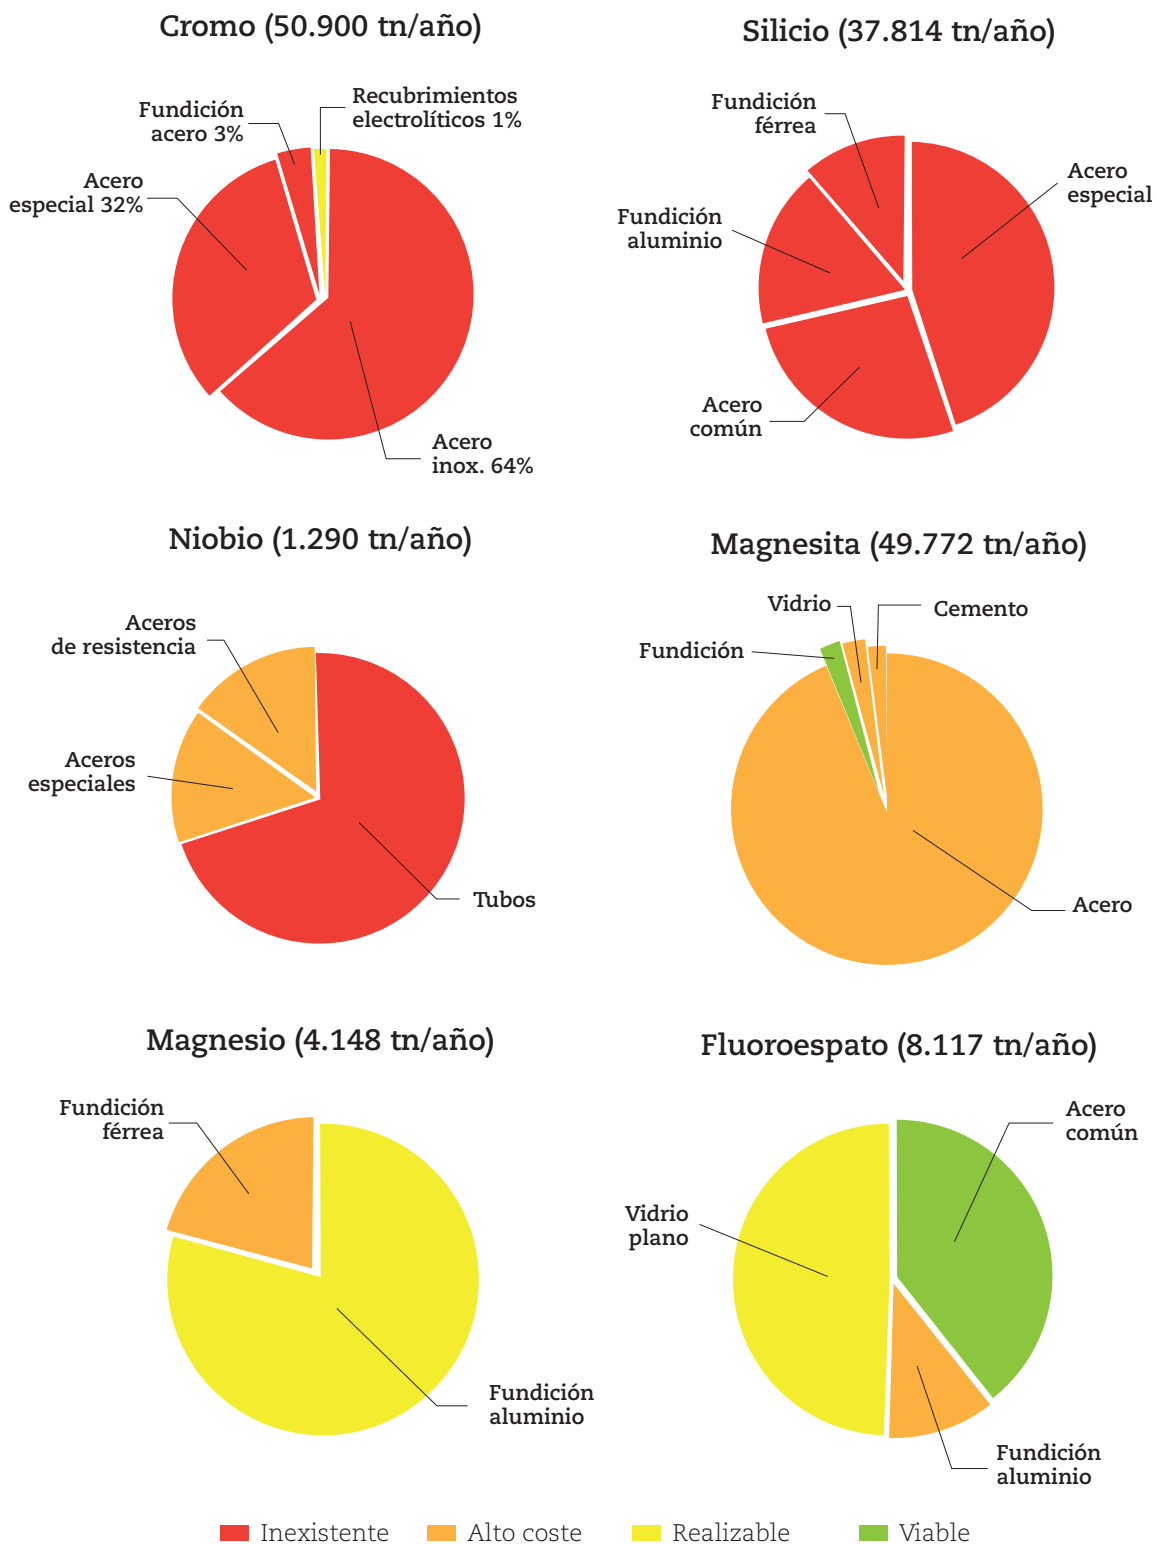 Cromo (50.900 tn/año)
Recubrimientos
electrolíticos 1%
Fundición
acero 3%
Acero
especial 32%
Acero
inox. 64%
Silicio (37.814 tn/año)
Fundición
férrea
Acero
especial
Fundición
aluminio
Acero
común
Niobio (1.290 tn/año)
Aceros
de resistencia
Aceros
especiales
Tubos
Magnesita (49.772 tn/año)
Vidrio
Cemento
Fundición
Acero
Magnesio (4.148 tn/año)
Fundición
férrea
Fundición
aluminio
Fluoroespato (8.117 tn/año)
Acero
común
Vidrio
plano
Fundición
aluminio
Inexistente
Alto coste
Realizable
Viable